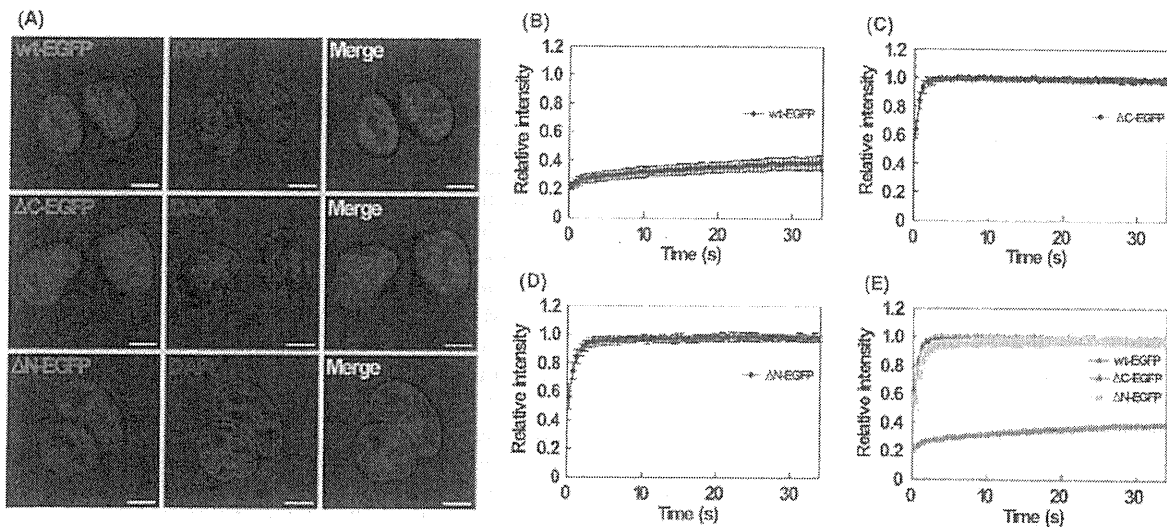 (A)
wt-EGFP
Merge
ΔC-EGFP
Merge
ΔN-EGFP
Merge
(B)
Relative intensity
1.2
1.0
0.8
0.6
0.4
0.2
0
0 10 20 30
Time (s)
wt-EGFP
(C)
Relative intensity
1.2
1.0
0.8
0.6
0.4
0.2
0
0 10 20 30
Time (s)
ΔC-EGFP
(D)
Relative intensity
1.2
1.0
0.8
0.6
0.4
0.2
0
0 10 20 30
Time (s)
ΔN-EGFP
(E)
Relative intensity
1.2
1.0
0.8
0.6
0.4
0.2
0
0 10 20 30
Time (s)
wt-EGFP
ΔC-EGFP
ΔN-EGFP